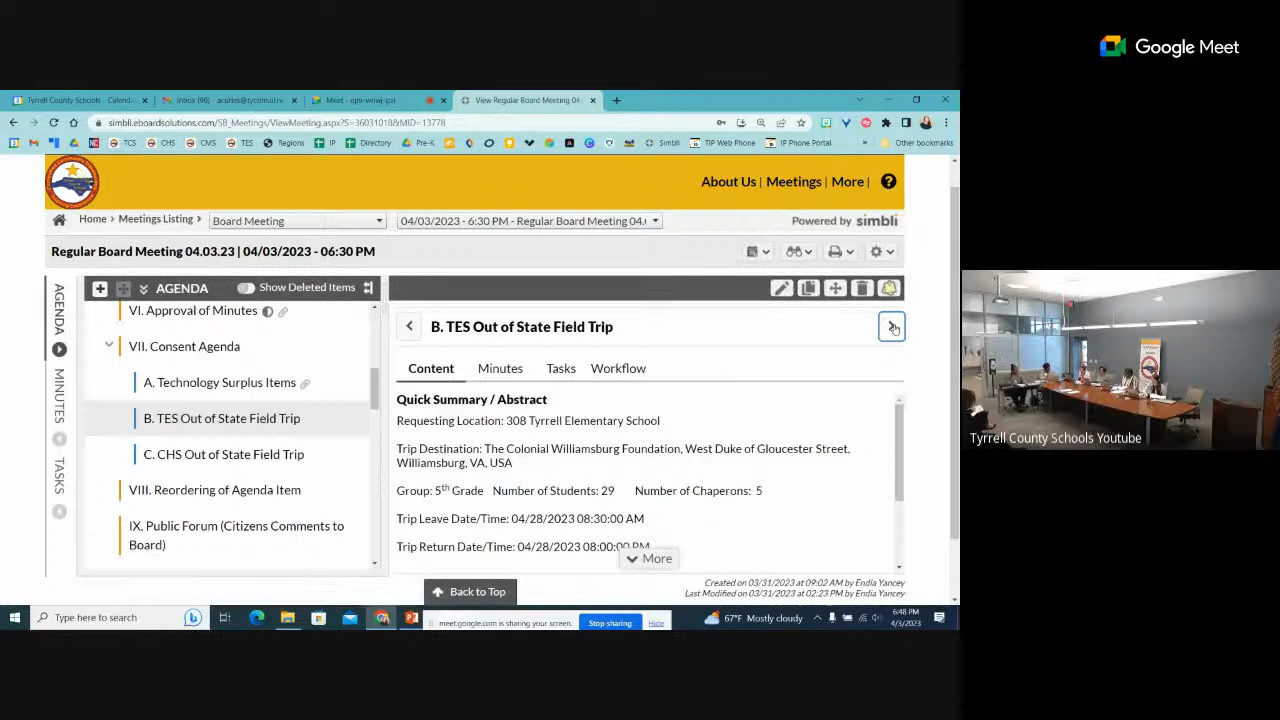 Google Meet
Tyrrell County Schools - Calend
Inbox (96) - acurles@tycomail.ne
Meet - ejm-wnwj-gvj
View Regular Board Meeting 04
simbli.eboardsolutions.com/SB_Meetings/ViewMeeting.aspx?S=36031018&MID=13778
TCS CHS CMS TES Regions IP Directory Pre-K Simbli TIP Web Phone IP Phone Portal » Other bookmarks
About Us | Meetings | More |
Home > Meetings Listing > Board Meeting 04/03/2023 - 6:30 PM - Regular Board Meeting 04.( Powered by simbli
Regular Board Meeting 04.03.23 | 04/03/2023 - 06:30 PM
AGENDA
MINUTES
TASKS
AGENDA Show Deleted Items
VI. Approval of Minutes
VII. Consent Agenda
A. Technology Surplus Items
B. TES Out of State Field Trip
C. CHS Out of State Field Trip
VIII. Reordering of Agenda Item
IX. Public Forum (Citizens Comments to
Board)
B. TES Out of State Field Trip
Content Minutes Tasks Workflow
Quick Summary / Abstract
Requesting Location: 308 Tyrrell Elementary School
Trip Destination: The Colonial Williamsburg Foundation, West Duke of Gloucester Street,
Williamsburg, VA, USA
Group: 5th Grade Number of Students: 29 Number of Chaperons: 5
Trip Leave Date/Time: 04/28/2023 08:30:00 AM
Trip Return Date/Time: 04/28/2023 08:00:00 PM
More
Back to Top
Created on 03/31/2023 at 09:02 AM by Endia Yancey
Last Modified on 03/31/2023 at 02:23 PM by Endia Yancey
Type here to search
meet.google.com is sharing your screen. Stop sharing Hide
67°F Mostly cloudy
6:48 PM
4/3/2023
Tyrrell County Schools Youtube